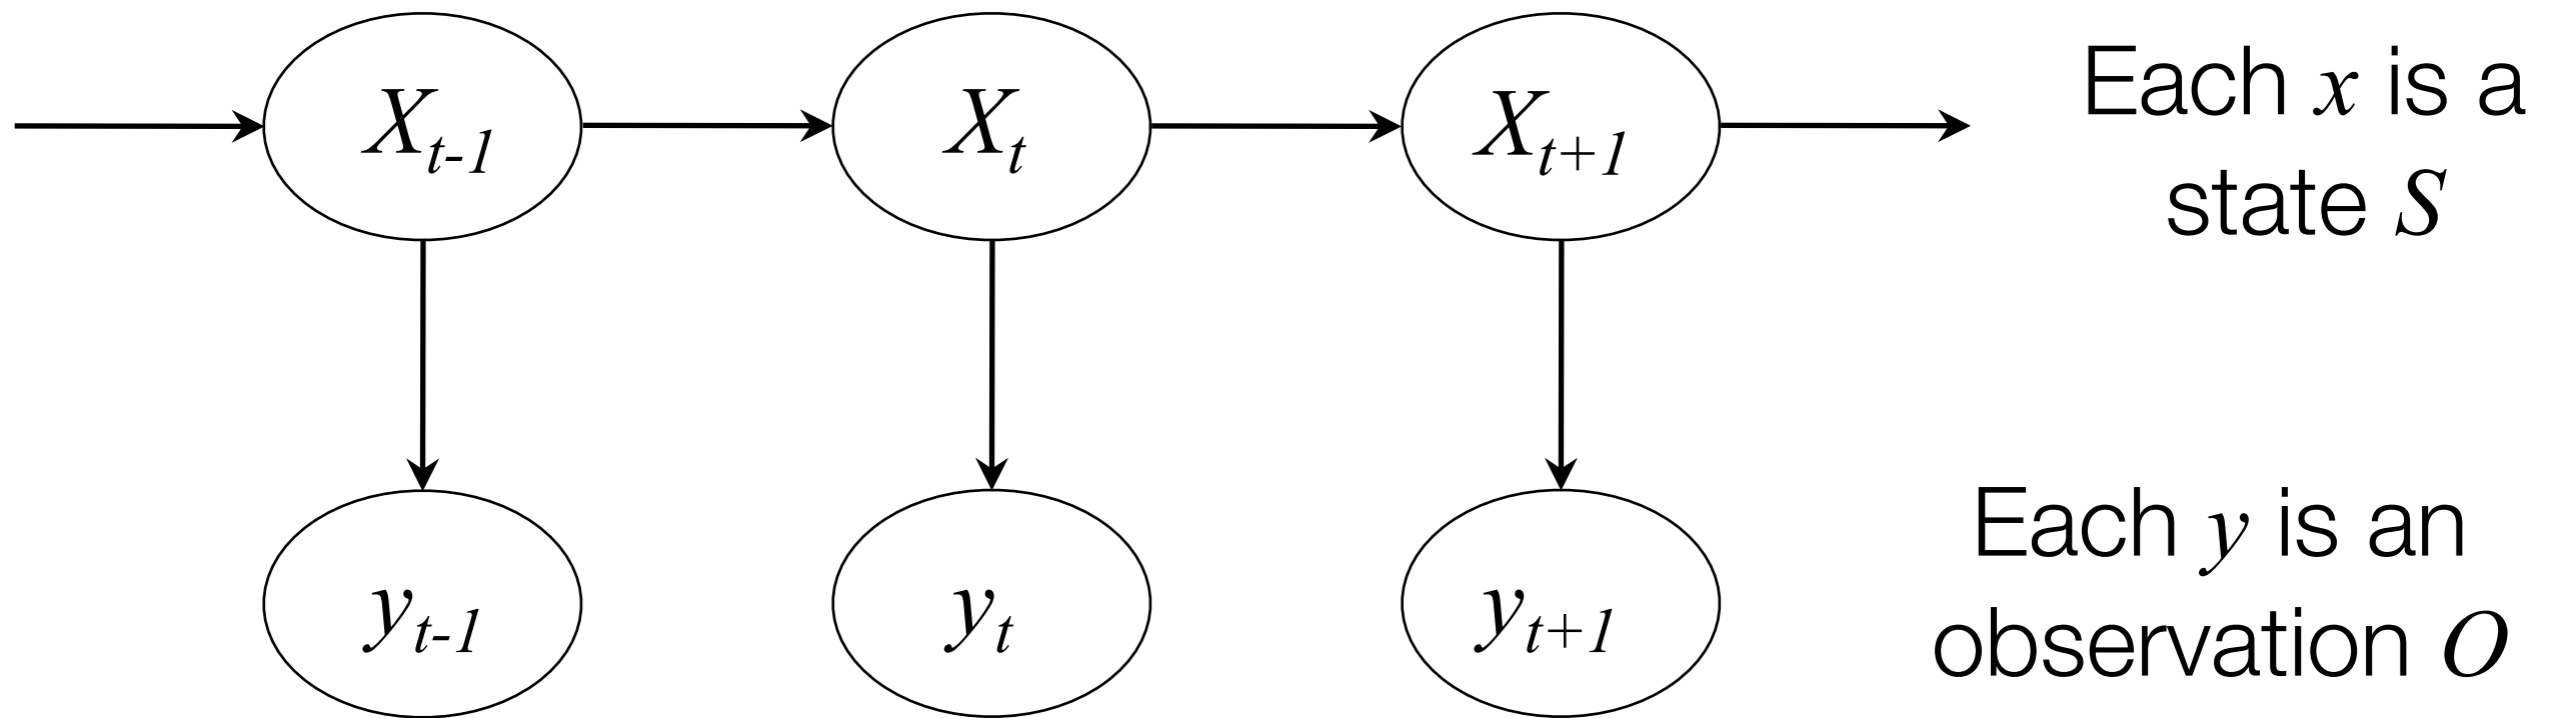 X_{t-1} X_t X_{t+1}
Each x is a
state S
y_{t-1} y_t y_{t+1}
Each y is an
observation O